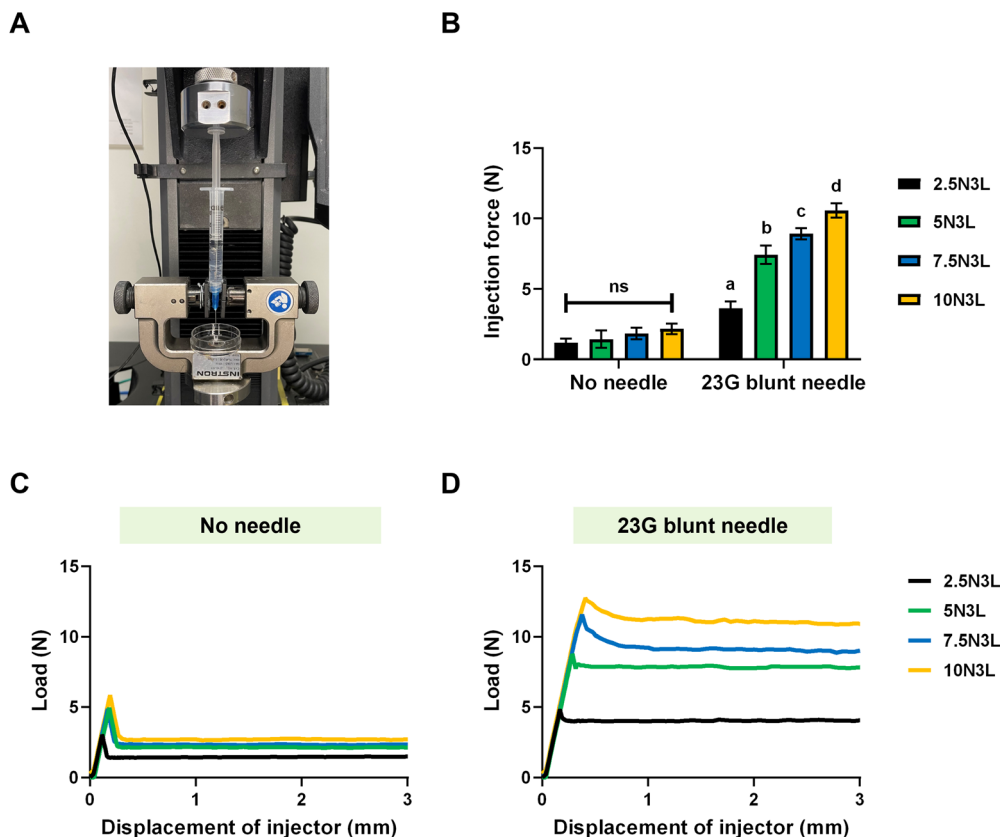 A
INSTRON
B
Injection force (N)
15
10
5
0
ns
a
b
c
d
No needle
23G blunt needle
2.5N3L
5N3L
7.5N3L
10N3L
C
No needle
Load (N)
15
10
5
0
0 1 2 3
Displacement of injector (mm)
D
23G blunt needle
Load (N)
15
10
5
0
0 1 2 3
Displacement of injector (mm)
2.5N3L
5N3L
7.5N3L
10N3L